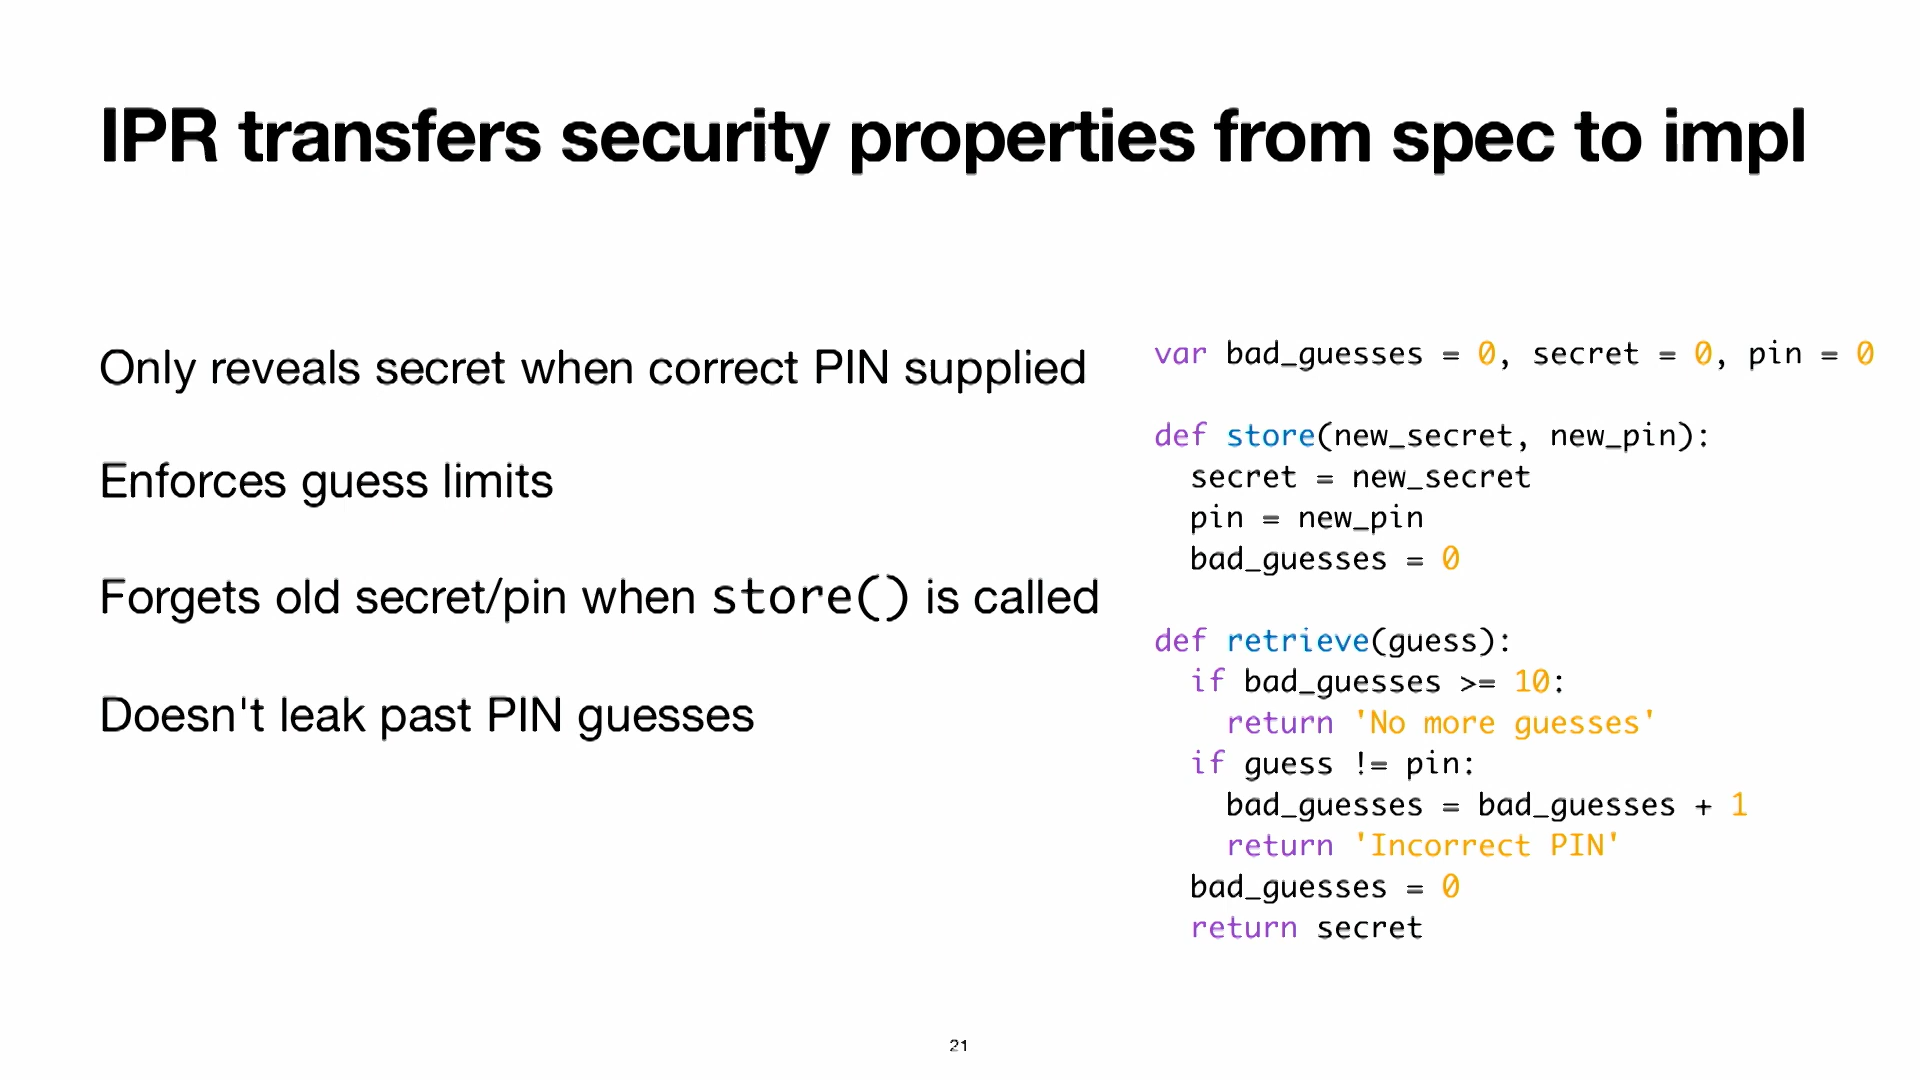 IPR transfers security properties from spec to impl
Only reveals secret when correct PIN supplied
Enforces guess limits
Forgets old secret/pin when store() is called
Doesn't leak past PIN guesses
var bad_guesses = 0, secret = 0, pin = 0
def store(new_secret, new_pin):
  secret = new_secret
  pin = new_pin
  bad_guesses = 0
def retrieve(guess):
  if bad_guesses >= 10:
    return 'No more guesses'
  if guess != pin:
    bad_guesses = bad_guesses + 1
    return 'Incorrect PIN'
  bad_guesses = 0
  return secret
21